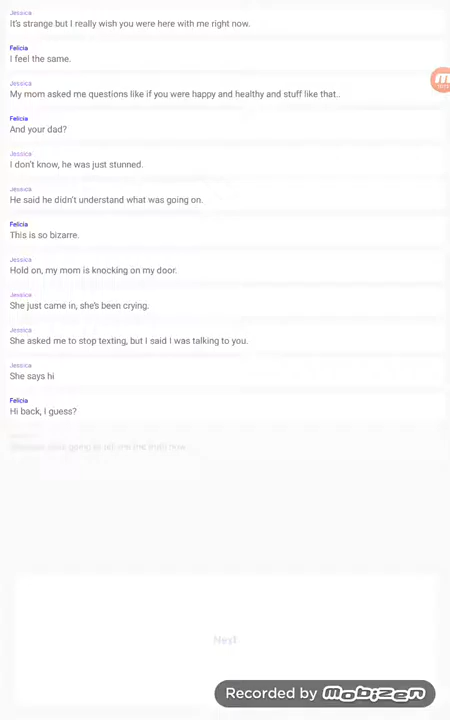 Jessica
It's strange but I really wish you were here with me right now.
Felicia
I feel the same.
Jessica
My mom asked me questions like if you were happy and healthy and stuff like that..
Felicia
And your dad?
Jessica
I don't know, he was just stunned.
Jessica
He said he didn't understand what was going on.
Felicia
This is so bizarre.
Jessica
Hold on, my mom is knocking on my door.
Jessica
She just came in, she's been crying.
Jessica
She asked me to stop texting, but I said I was talking to you.
Jessica
She says hi
Felicia
Hi back, I guess?
Next
Recorded by mobizen